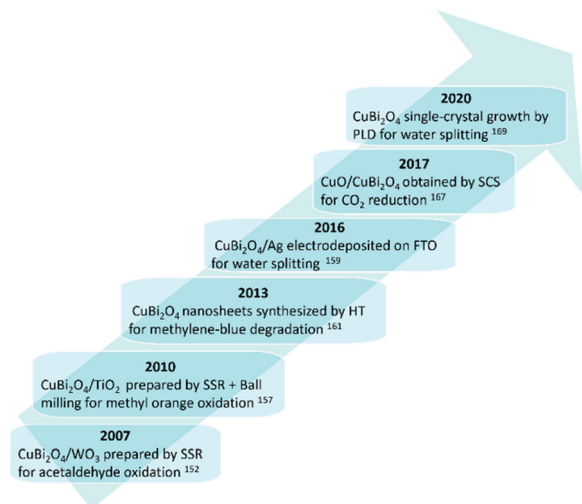 2020
CuBi₂O₄ single-crystal growth by
PLD for water splitting ¹⁶⁹
2017
CuO/CuBi₂O₄ obtained by SCS
for CO₂ reduction ¹⁶⁷
2016
CuBi₂O₄/Ag electrodeposited on FTO
for water splitting ¹⁵⁹
2013
CuBi₂O₄ nanosheets synthesized by HT
for methylene-blue degradation ¹⁶¹
2010
CuBi₂O₄/TiO₂ prepared by SSR + Ball
milling for methyl orange oxidation ¹⁵⁷
2007
CuBi₂O₄/WO₃ prepared by SSR
for acetaldehyde oxidation ¹⁵²